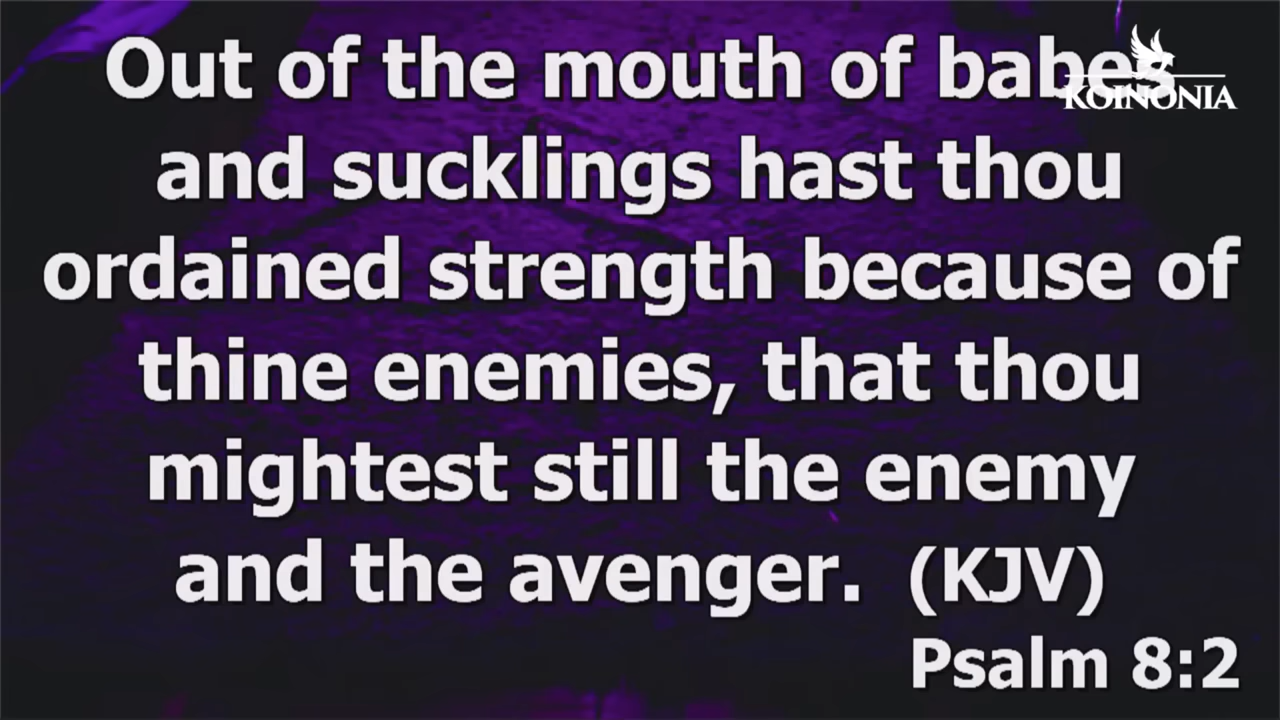 Out of the mouth of babes
KOINONIA
and sucklings hast thou
ordained strength because of
thine enemies, that thou
mightest still the enemy
and the avenger. (KJV)
Psalm 8:2